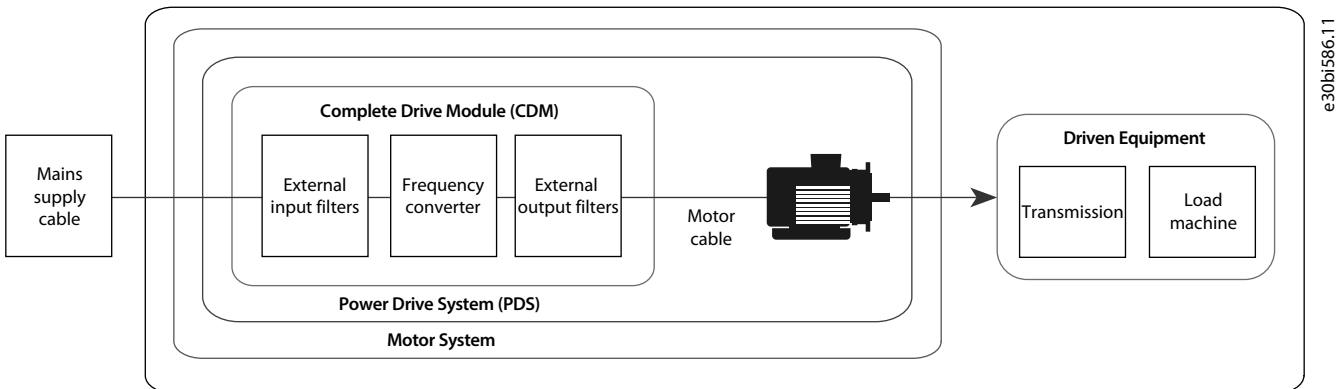 Complete Drive Module (CDM)
Mains
supply
cable
External
input filters
Frequency
converter
External
output filters
Motor
cable
Driven Equipment
Transmission
Load
machine
Power Drive System (PDS)
Motor System
e30bi586.11